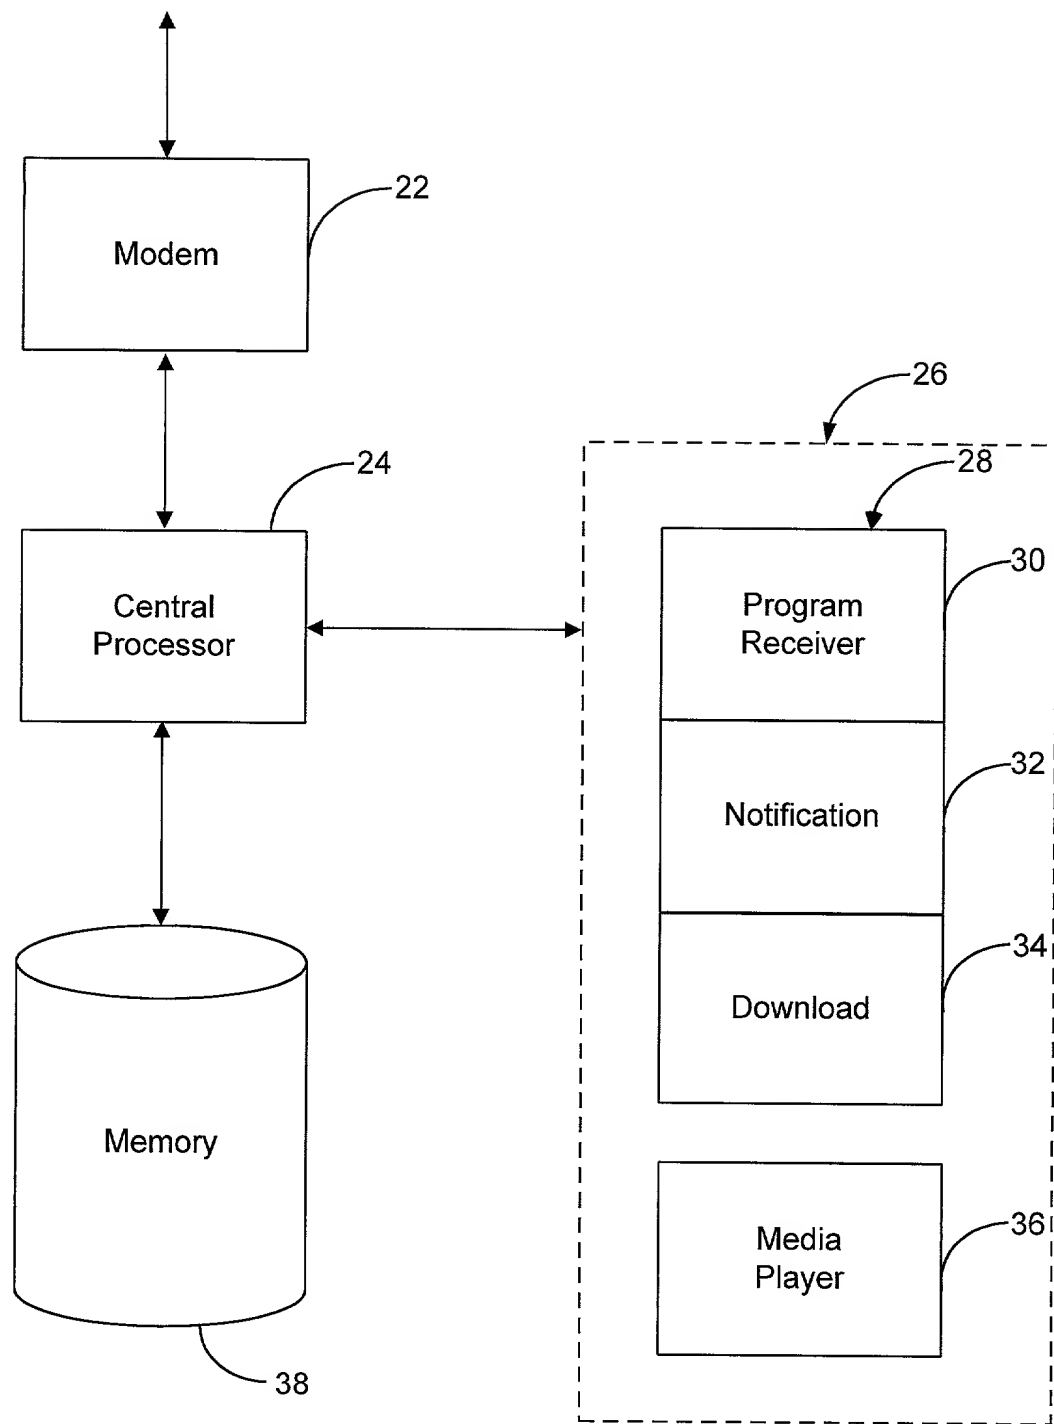 22
Modem
26
24
28
Central
Processor
30
Program
Receiver
32
Notification
34
Download
Memory
36
Media
Player
38